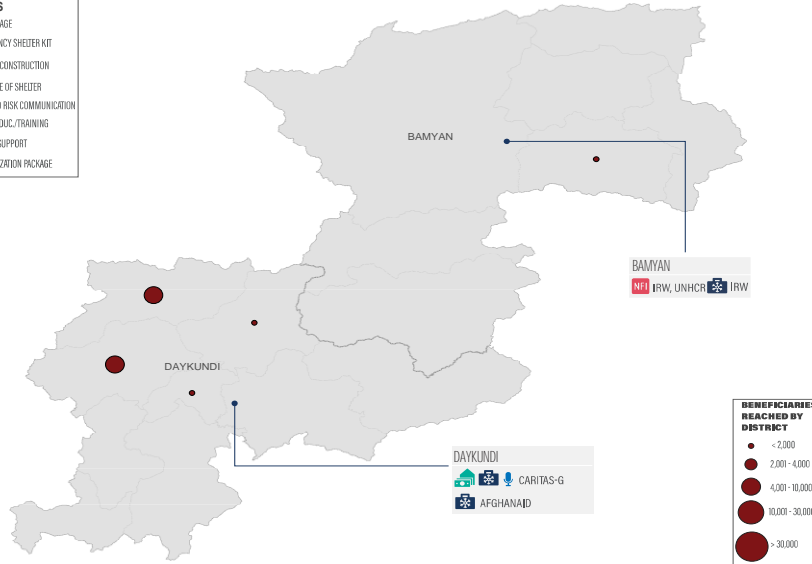 AGE
NCY SHELTER KIT
CONSTRUCTION
E OF SHELTER
D RISK COMMUNICATION
DUC./TRAINING
SUPPORT
ZATION PACKAGE
BAMYAN
BAMYAN
NFI IRW, UNHCR IRW
DAYKUNDI
DAYKUNDI
CARITAS-G
AFGHANAID
BENEFICIARIES
REACHED BY
DISTRICT
< 2,000
2,001 - 4,000
4,001 - 10,000
10,001 - 30,000
> 30,000